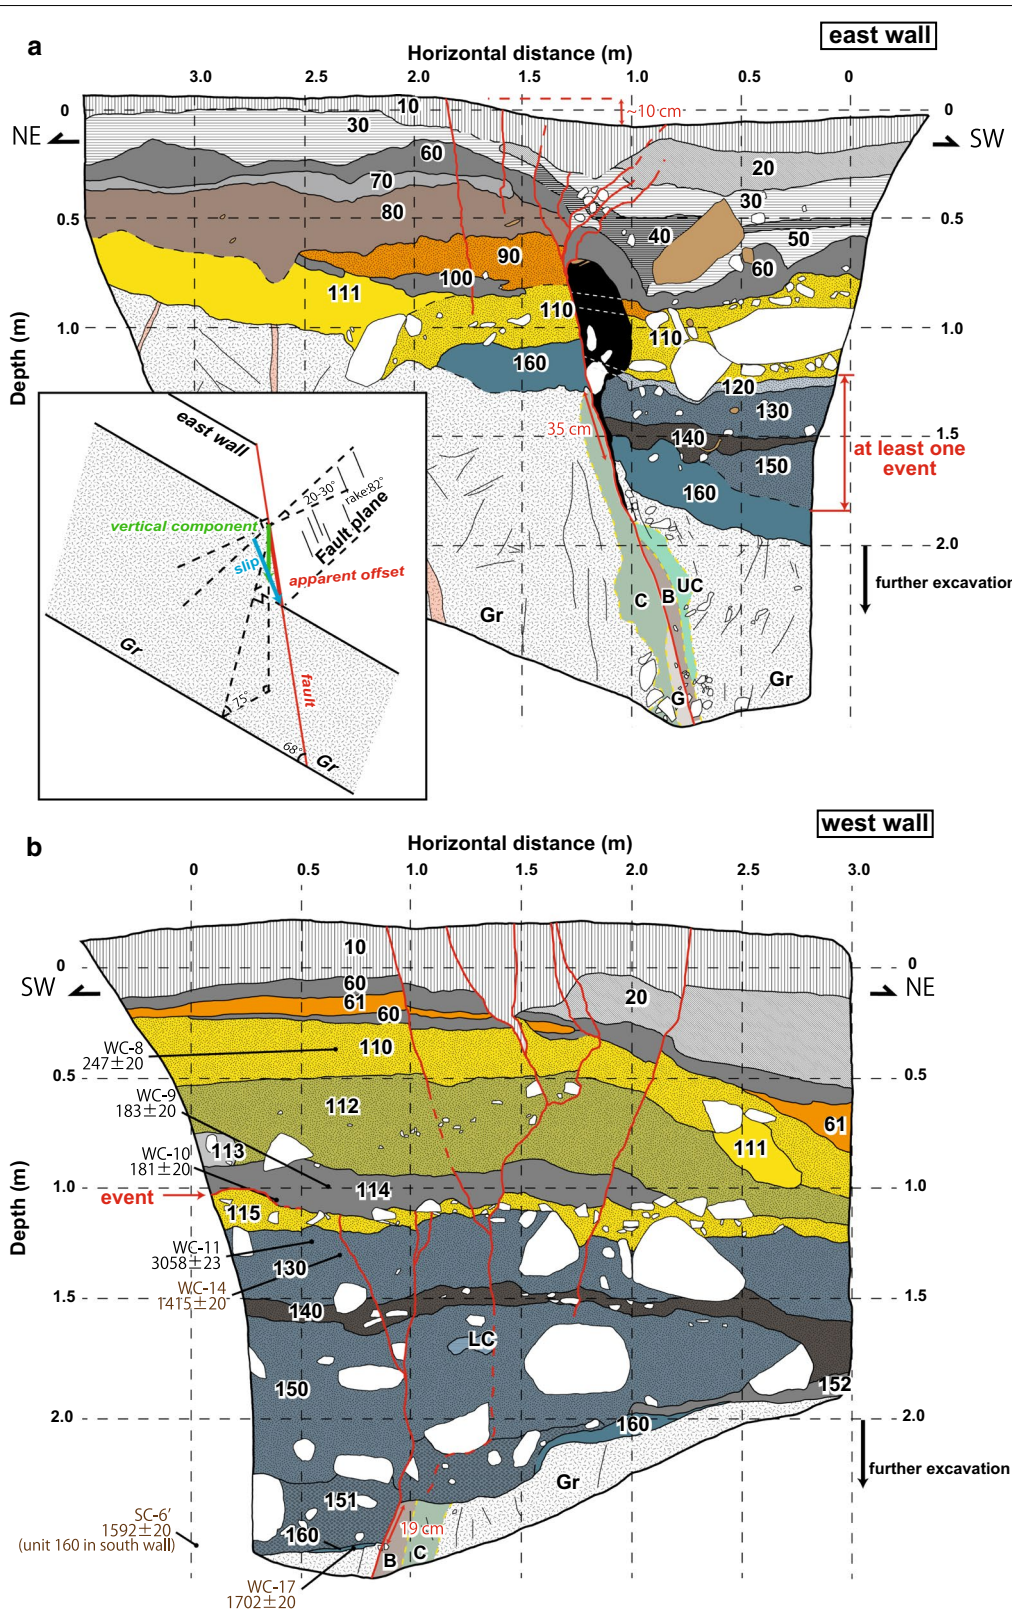 a
east wall
Horizontal distance (m)
3.0 2.5 2.0 1.5 1.0 0.5 0
0 10 ~10 cm 0
NE 30 60 20 SW
70 30
0.5 80 40 50 0.5
90 60
100
111 110 110
1.0 160 120 1.0
130
35 cm 140 1.5
at least one
event
150
160
2.0
further excavation
C B UC
Gr
G Gr
Depth (m)
east wall
20-30°
rake:82°
Fault plane
vertical component
slip
apparent offset
Gr
fault
75°
68°
Gr
b
west wall
Horizontal distance (m)
0 0.5 1.0 1.5 2.0 2.5 3.0
10
0 0
SW 60 20 NE
61
60
110
WC-8
247±20
0.5 0.5
WC-9
183±20
112 61
111
WC-10
181±20
113
1.0 114 1.0
event
115
WC-11
3058±23
130
WC-14
1415±20
140
1.5 1.5
LC
150 152
2.0 160 2.0
Gr
further excavation
151
SC-6′
1592±20
(unit 160 in south wall)
160 19 cm
B C
WC-17
1702±20
Depth (m)